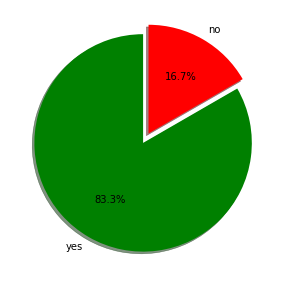 no
16.7%
83.3%
yes